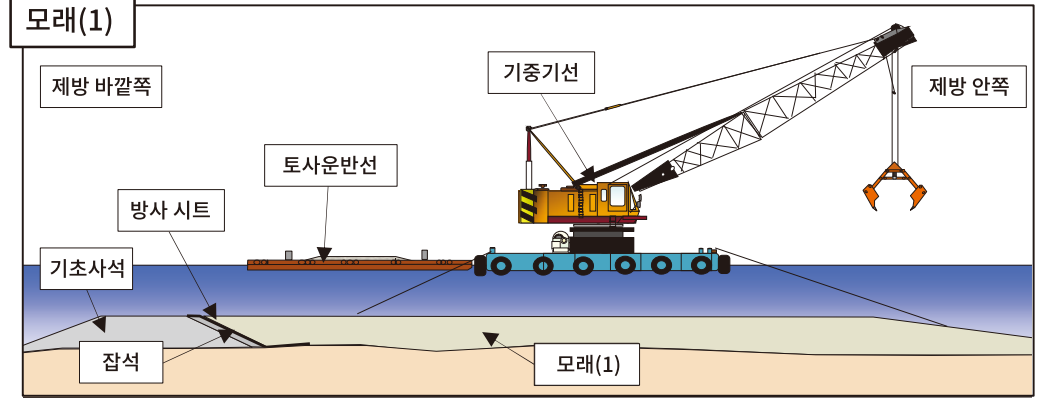 모래(1)
제방 바깥쪽
기중기선
제방 안쪽
토사운반선
방사 시트
기초사석
잡석
모래(1)